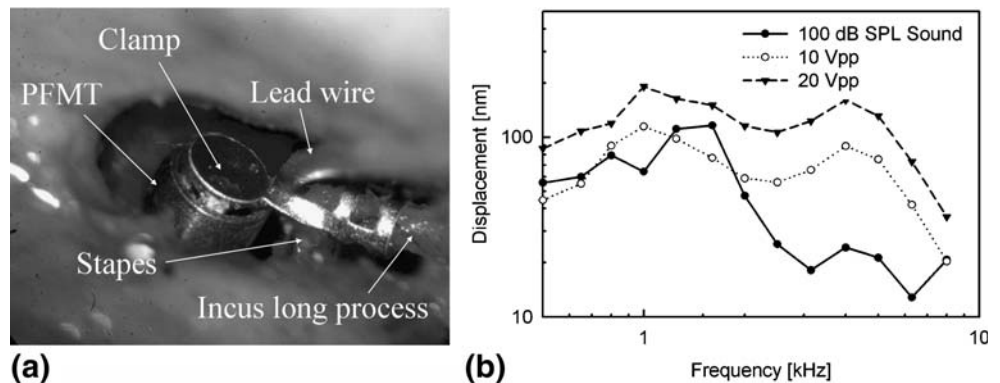 Clamp
PFMT
Lead wire
Stapes
Incus long process
(a)
100 dB SPL Sound
10 Vpp
20 Vpp
Displacement [nm]
100
10
1
10
Frequency [kHz]
(b)